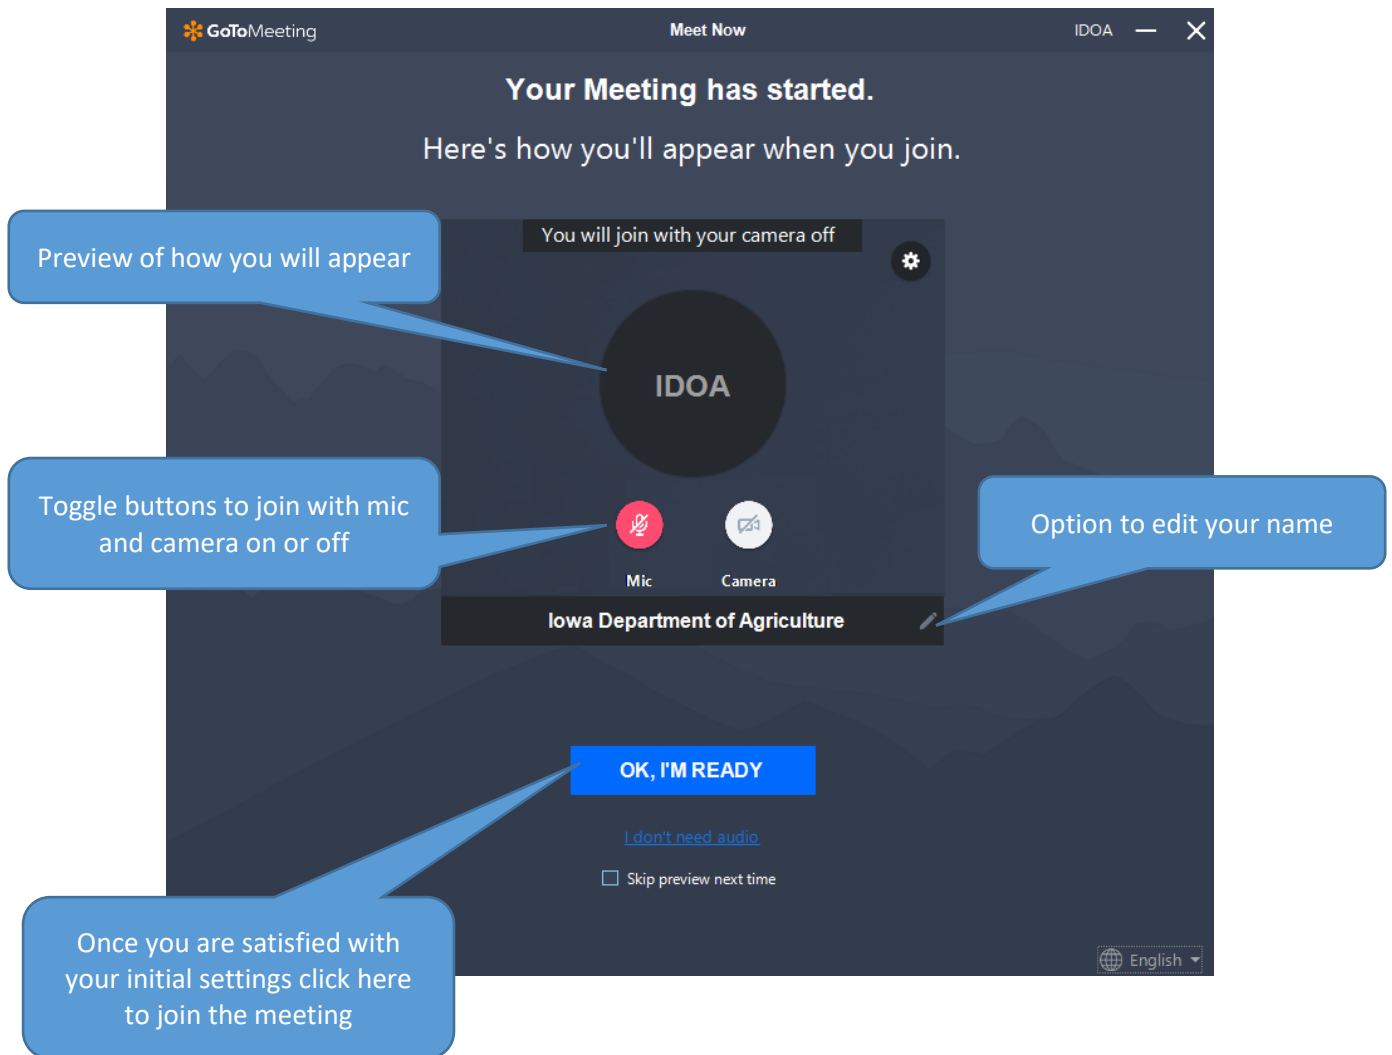 GoToMeeting
Meet Now
IDOA
Your Meeting has started.
Here's how you'll appear when you join.
You will join with your camera off
Preview of how you will appear
IDOA
Toggle buttons to join with mic
and camera on or off
Option to edit your name
Mic
Camera
Iowa Department of Agriculture
OK, I'M READY
I don't need audio
Skip preview next time
Once you are satisfied with
your initial settings click here
to join the meeting
English